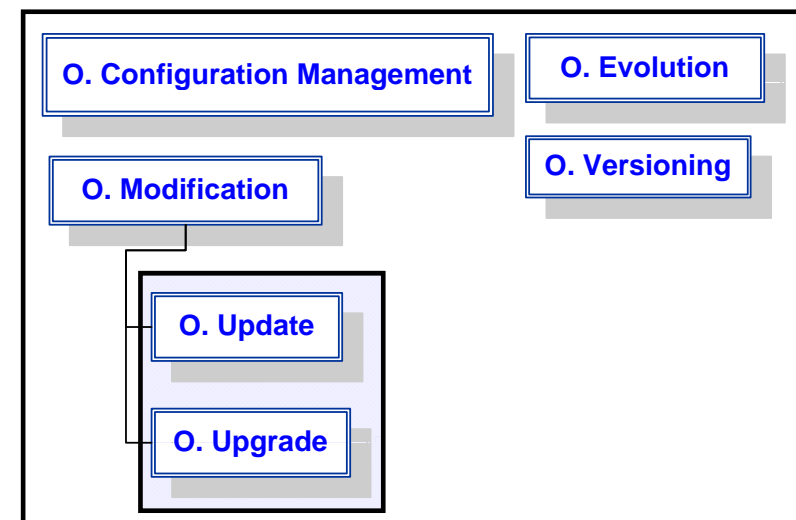 O. Configuration Management
O. Evolution
O. Versioning
O. Modification
O. Update
O. Upgrade